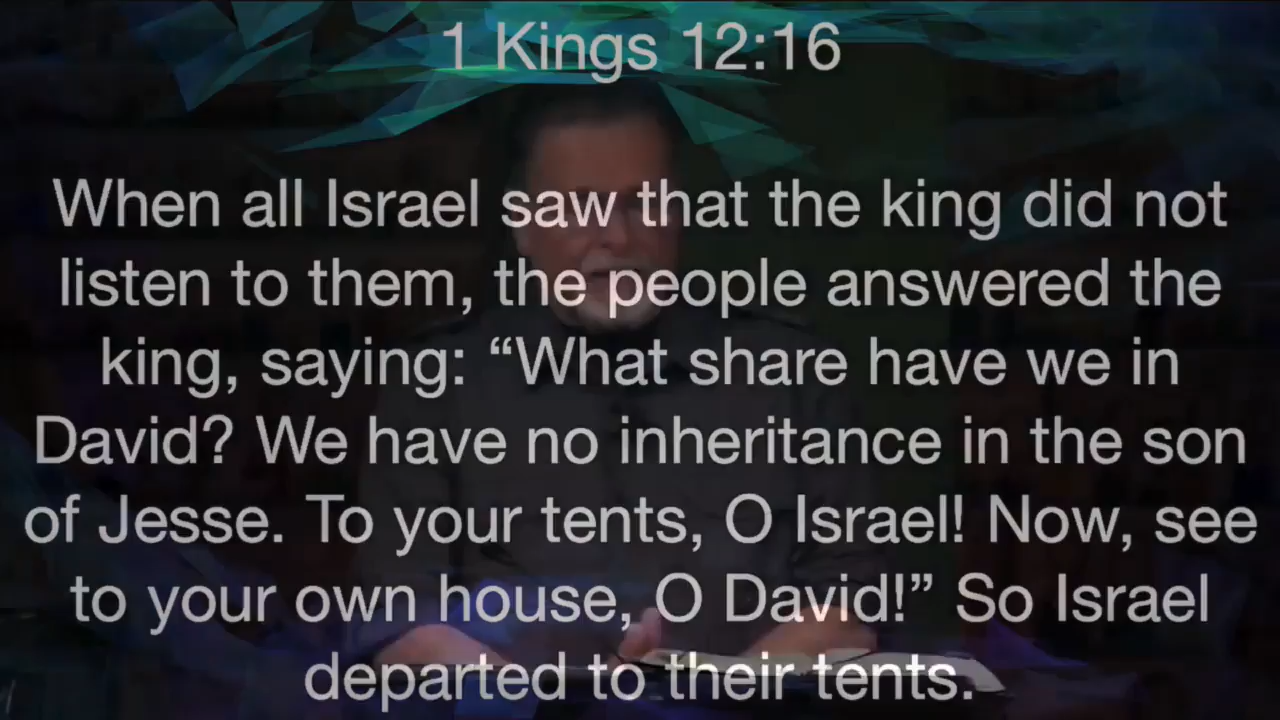 1 Kings 12:16
When all Israel saw that the king did not
listen to them, the people answered the
king, saying: “What share have we in
David? We have no inheritance in the son
of Jesse. To your tents, O Israel! Now, see
to your own house, O David!” So Israel
departed to their tents.